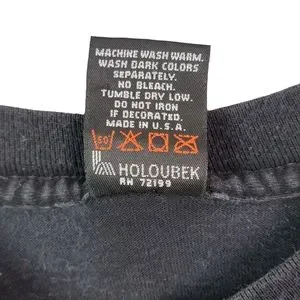 MACHINE WASH WARM.
WASH DARK COLORS
SEPARATELY.
NO BLEACH.
TUMBLE DRY LOW.
DO NOT IRON
IF DECORATED.
MADE IN U.S.A.
50
HOLOUBEK
RN 72199